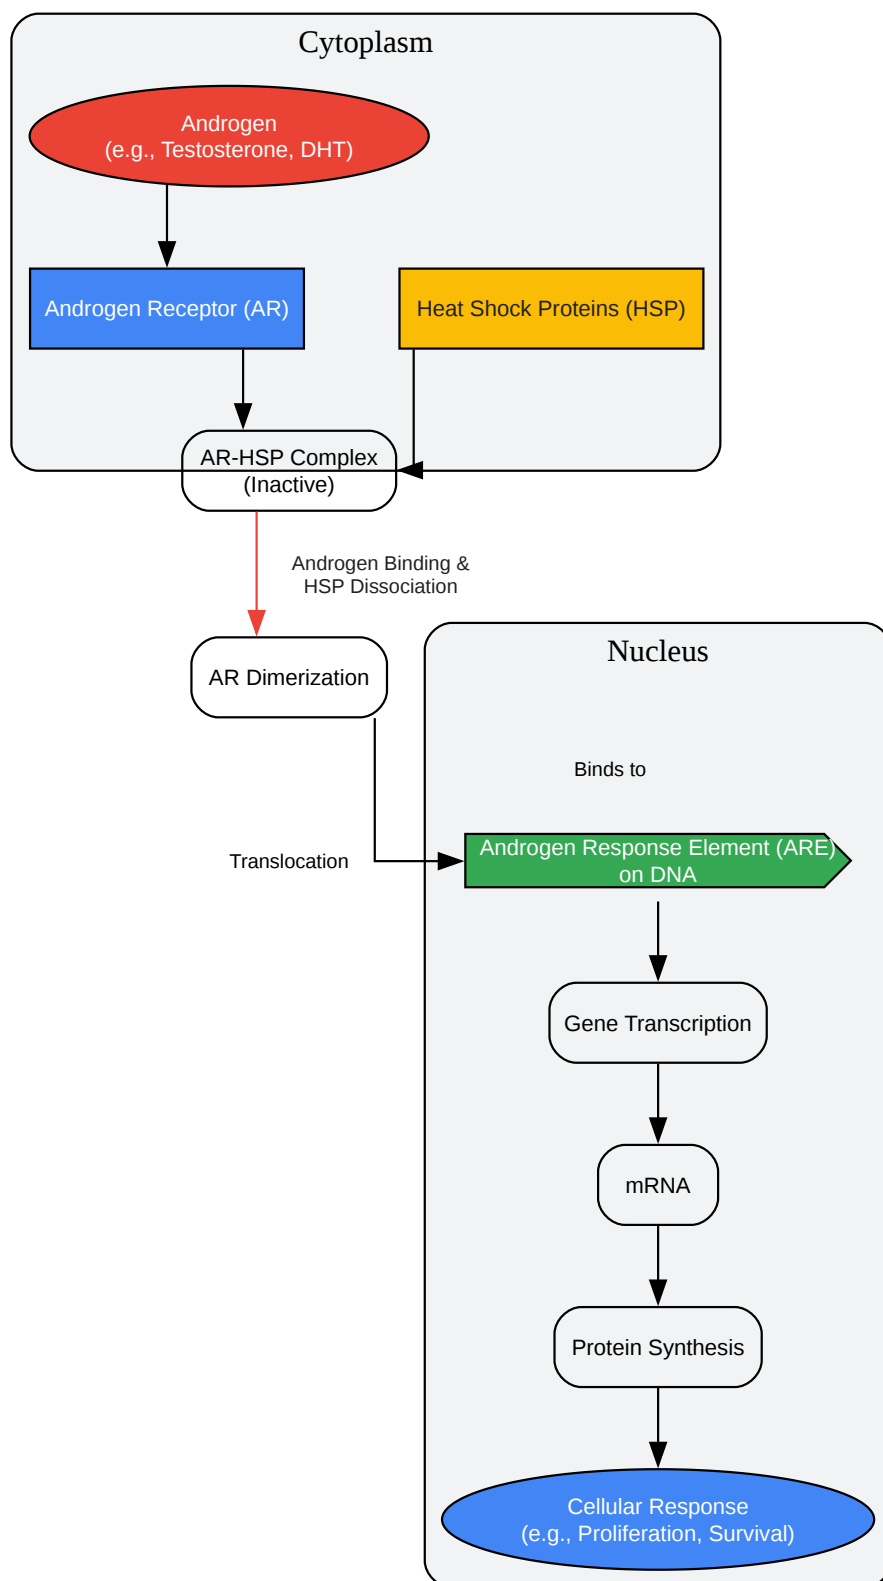 Cytoplasm
Androgen
(e.g., Testosterone, DHT)
Androgen Receptor (AR)
Heat Shock Proteins (HSP)
AR-HSP Complex
(Inactive)
Androgen Binding &
HSP Dissociation
AR Dimerization
Nucleus
Binds to
Translocation
Androgen Response Element (ARE)
on DNA
Gene Transcription
mRNA
Protein Synthesis
Cellular Response
(e.g., Proliferation, Survival)